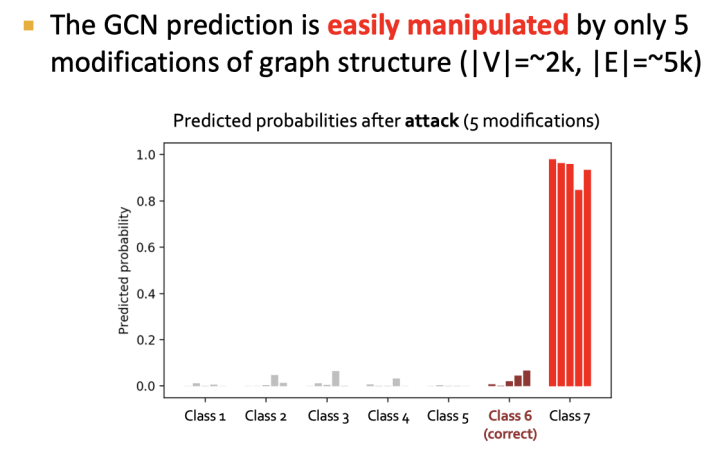 The GCN prediction is easily manipulated by only 5
modifications of graph structure (|V|=~2k, |E|=~5k)
Predicted probabilities after attack (5 modifications)
Predicted probability
1.0
0.8
0.6
0.4
0.2
0.0
Class 1 Class 2 Class 3 Class 4 Class 5 Class 6 Class 7
(correct)